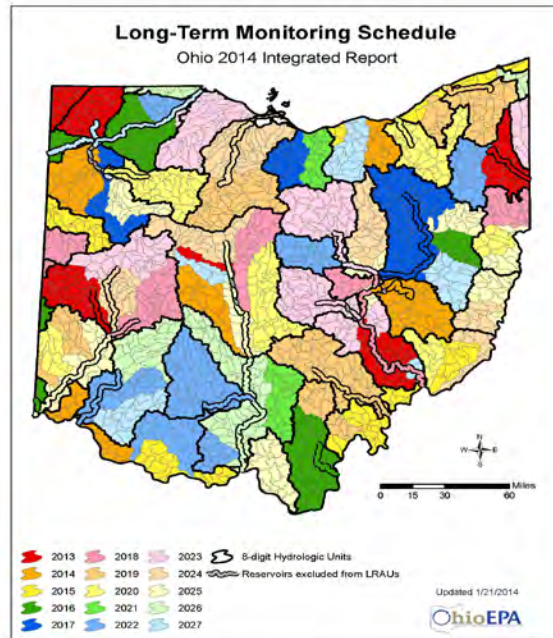 Long-Term Monitoring Schedule
Ohio 2014 Integrated Report
N
W E
S
Miles
0 15 30 60
2013 2018 2023 8-digit Hydrologic Units
2014 2019 2024 Reservoirs excluded from LRAUs
2015 2020 2025
2016 2021 2026
2017 2022 2027
Updated 1/21/2014
OhioEPA